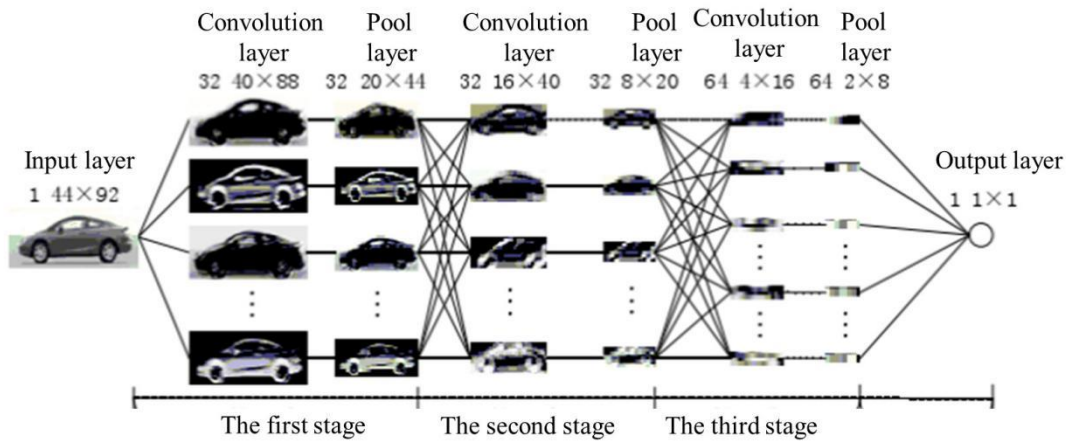 Convolution layer
32 40×88
Pool layer
32 20×44
Convolution layer
32 16×40
Pool layer
32 8×20
Convolution layer
64 4×16
Pool layer
64 2×8
Input layer
1 44×92
Output layer
1 1×1
The first stage
The second stage
The third stage